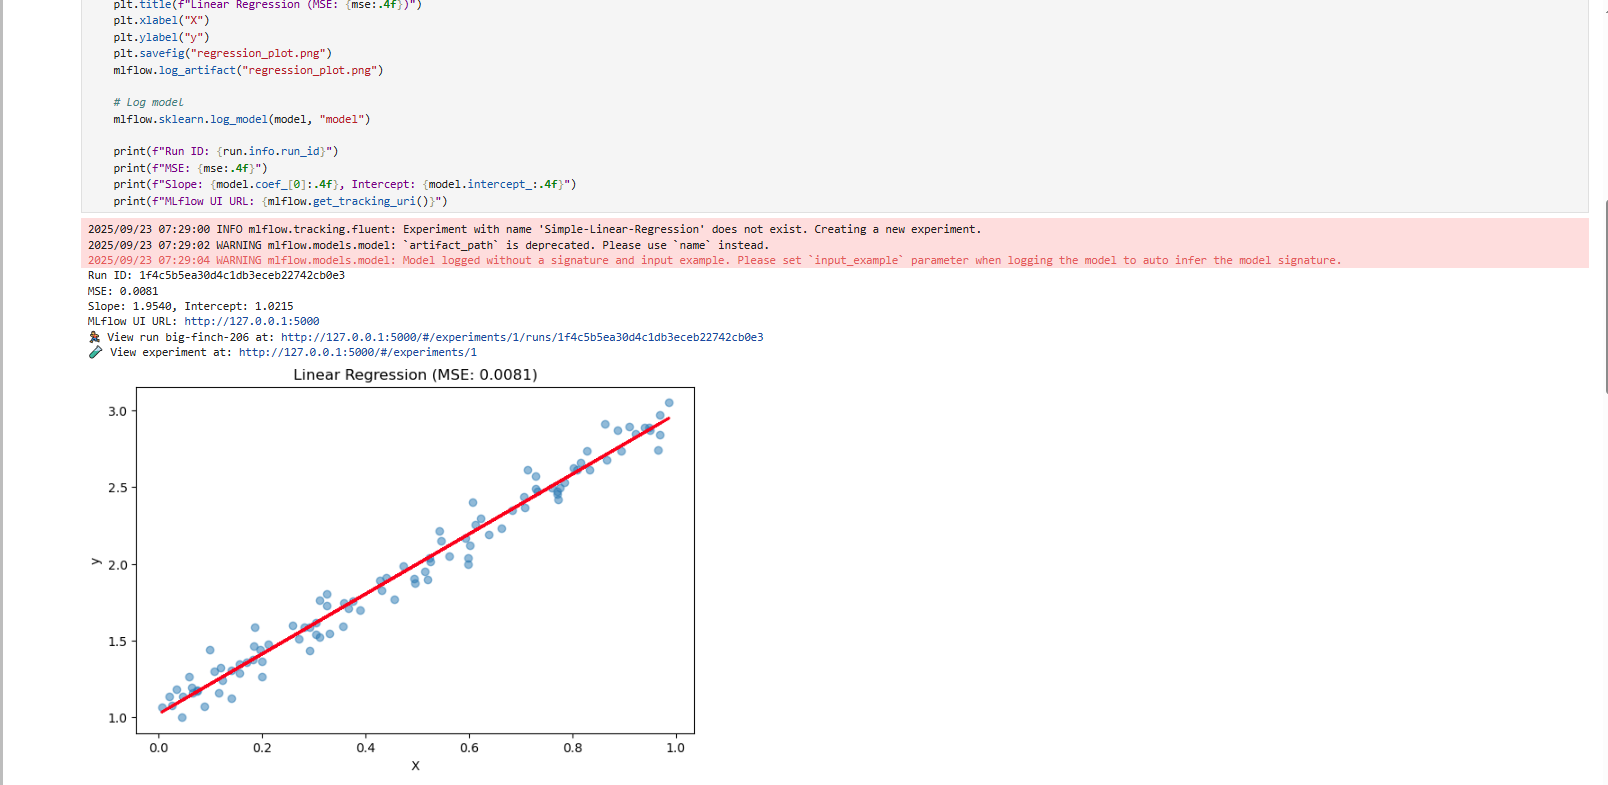 plt.title(f"Linear Regression (MSE: {mse:.4f})")
plt.xlabel("X")
plt.ylabel("y")
plt.savefig("regression_plot.png")
mlflow.log_artifact("regression_plot.png")
# Log model
mlflow.sklearn.log_model(model, "model")
print(f"Run ID: {run.info.run_id}")
print(f"MSE: {mse:.4f}")
print(f"Slope: {model.coef_[0]:.4f}, Intercept: {model.intercept_:.4f}")
print(f"MLflow UI URL: {mlflow.get_tracking_uri()}")
2025/09/23 07:29:00 INFO mlflow.tracking.fluent: Experiment with name 'Simple-Linear-Regression' does not exist. Creating a new experiment.
2025/09/23 07:29:02 WARNING mlflow.models.model: `artifact_path` is deprecated. Please use `name` instead.
2025/09/23 07:29:04 WARNING mlflow.models.model: Model logged without a signature and input example. Please set `input_example` parameter when logging the model to auto infer the model signature.
Run ID: 1f4c5b5ea30d4c1db3eceb22742cb0e3
MSE: 0.0081
Slope: 1.9540, Intercept: 1.0215
MLflow UI URL: http://127.0.0.1:5000
View run big-finch-206 at: http://127.0.0.1:5000/#/experiments/1/runs/1f4c5b5ea30d4c1db3eceb22742cb0e3
View experiment at: http://127.0.0.1:5000/#/experiments/1
Linear Regression (MSE: 0.0081)
3.0
2.5
y
2.0
1.5
1.0
0.0 0.2 0.4 0.6 0.8 1.0
X